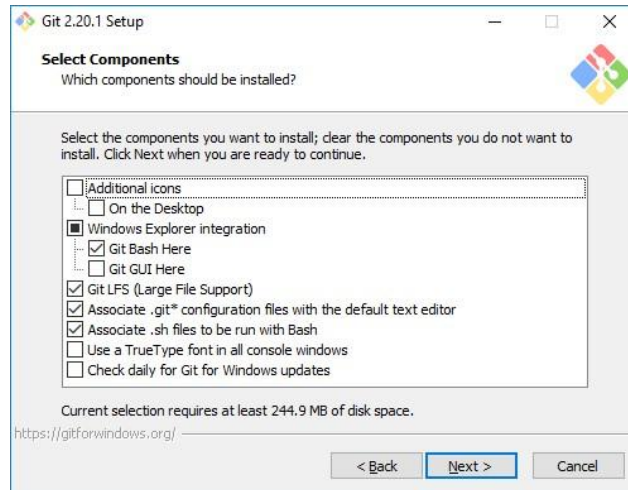 Git 2.20.1 Setup
Select Components
Which components should be installed?
Select the components you want to install; clear the components you do not want to
install. Click Next when you are ready to continue.
Additional icons
On the Desktop
Windows Explorer integration
Git Bash Here
Git GUI Here
Git LFS (Large File Support)
Associate .git* configuration files with the default text editor
Associate .sh files to be run with Bash
Use a TrueType font in all console windows
Check daily for Git for Windows updates
Current selection requires at least 244.9 MB of disk space.
https://gitforwindows.org/
< Back Next > Cancel